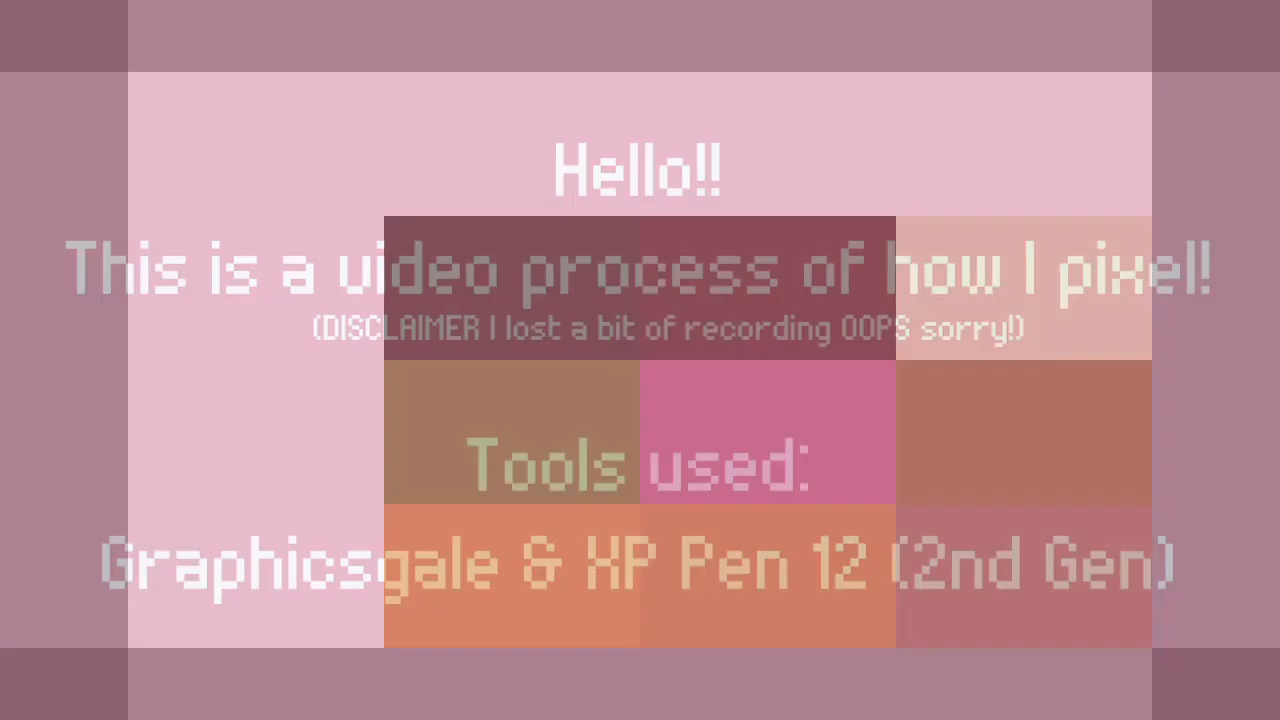 Hello!!
This is a video process of how I pixel!
(DISCLAIMER I lost a bit of recording OOPS sorry!)
Tools used:
Graphicsgale & XP Pen 12 (2nd Gen)